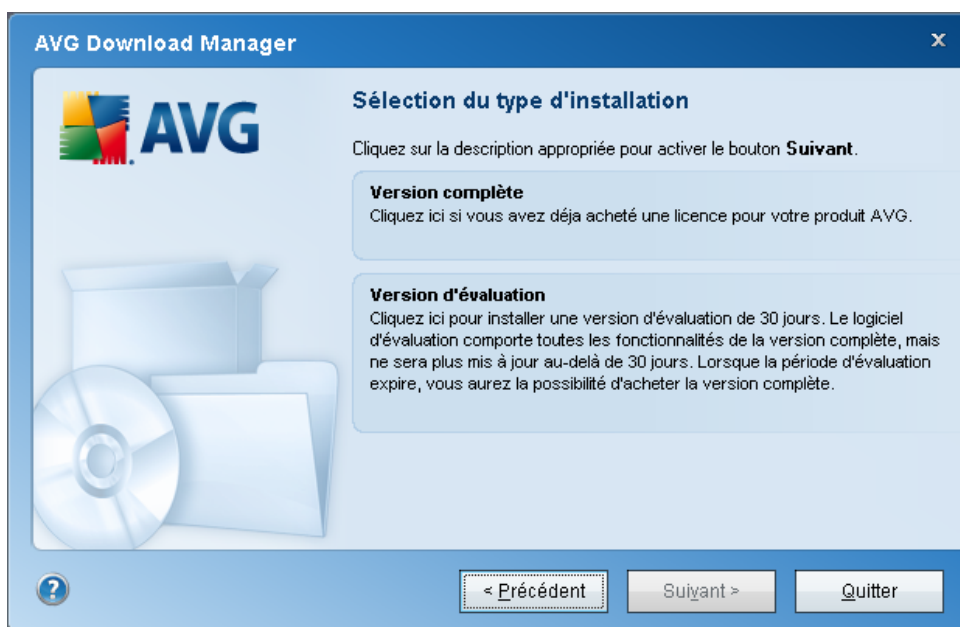 AVG Download Manager
x
AVG
Sélection du type d'installation
Cliquez sur la description appropriée pour activer le bouton Suivant.
Version complète
Cliquez ici si vous avez déja acheté une licence pour votre produit AVG.
Version d'évaluation
Cliquez ici pour installer une version d'évaluation de 30 jours. Le logiciel
d'évaluation comporte toutes les fonctionnalités de la version complète, mais
ne sera plus mis à jour au-delà de 30 jours. Lorsque la période d'évaluation
expire, vous aurez la possibilité d'acheter la version complète.
?
< Précédent
Suivant >
Quitter